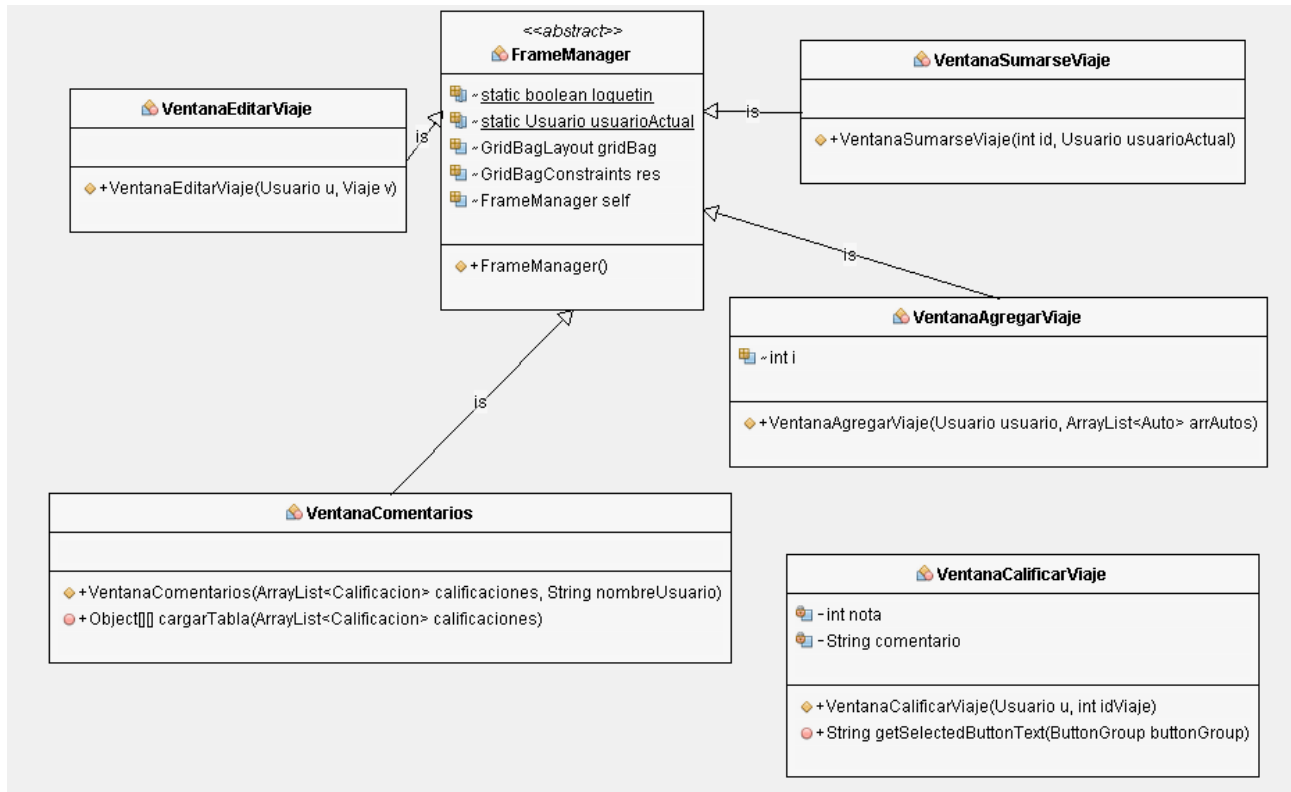 <<abstract>>
FrameManager
~static boolean loquetin
~static Usuario usuarioActual
~GridBagLayout gridBag
~GridBagConstraints res
~FrameManager self
+FrameManager()
VentanaEditarViaje
+VentanaEditarViaje(Usuario u, Viaje v)
is
VentanaSumarseViaje
+VentanaSumarseViaje(int id, Usuario usuarioActual)
is
VentanaAgregarViaje
~int i
+VentanaAgregarViaje(Usuario usuario, ArrayList<Auto> arrAutos)
is
VentanaComentarios
+VentanaComentarios(ArrayList<Calificacion> calificaciones, String nombreUsuario)
+Object[][] cargarTabla(ArrayList<Calificacion> calificaciones)
is
VentanaCalificarViaje
-int nota
-String comentario
+VentanaCalificarViaje(Usuario u, int idViaje)
+String getSelectedButtonText(ButtonGroup buttonGroup)